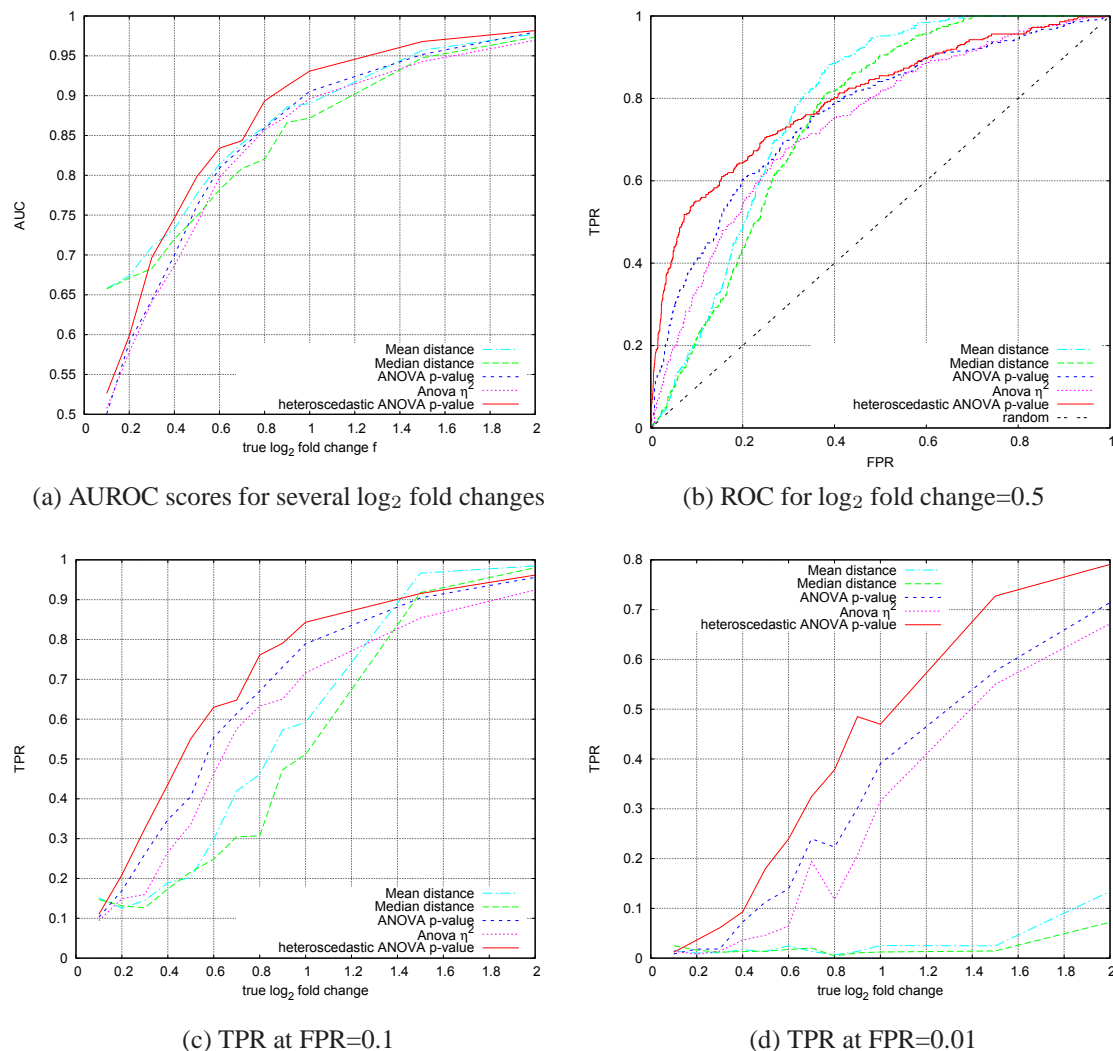 1
0.95
0.9
0.85
0.8
0.75
0.7
0.65
0.6
0.55
0.5
AUC
Mean distance
Median distance
ANOVA p-value
Anova η²
heteroscedastic ANOVA p-value
0 0.2 0.4 0.6 0.8 1 1.2 1.4 1.6 1.8 2
true log₂ fold change f
(a) AUROC scores for several log₂ fold changes
1
0.8
0.6
0.4
0.2
0
TPR
Mean distance
Median distance
ANOVA p-value
Anova η²
heteroscedastic ANOVA p-value
random
0 0.2 0.4 0.6 0.8 1
FPR
(b) ROC for log₂ fold change=0.5
1
0.9
0.8
0.7
0.6
0.5
0.4
0.3
0.2
0.1
0
TPR
Mean distance
Median distance
ANOVA p-value
Anova η²
heteroscedastic ANOVA p-value
0 0.2 0.4 0.6 0.8 1 1.2 1.4 1.6 1.8 2
true log₂ fold change
(c) TPR at FPR=0.1
0.8
0.7
0.6
0.5
0.4
0.3
0.2
0.1
0
TPR
Mean distance
Median distance
ANOVA p-value
Anova η²
heteroscedastic ANOVA p-value
0 0.2 0.4 0.6 0.8 1 1.2 1.4 1.6 1.8 2
true log₂ fold change
(d) TPR at FPR=0.01